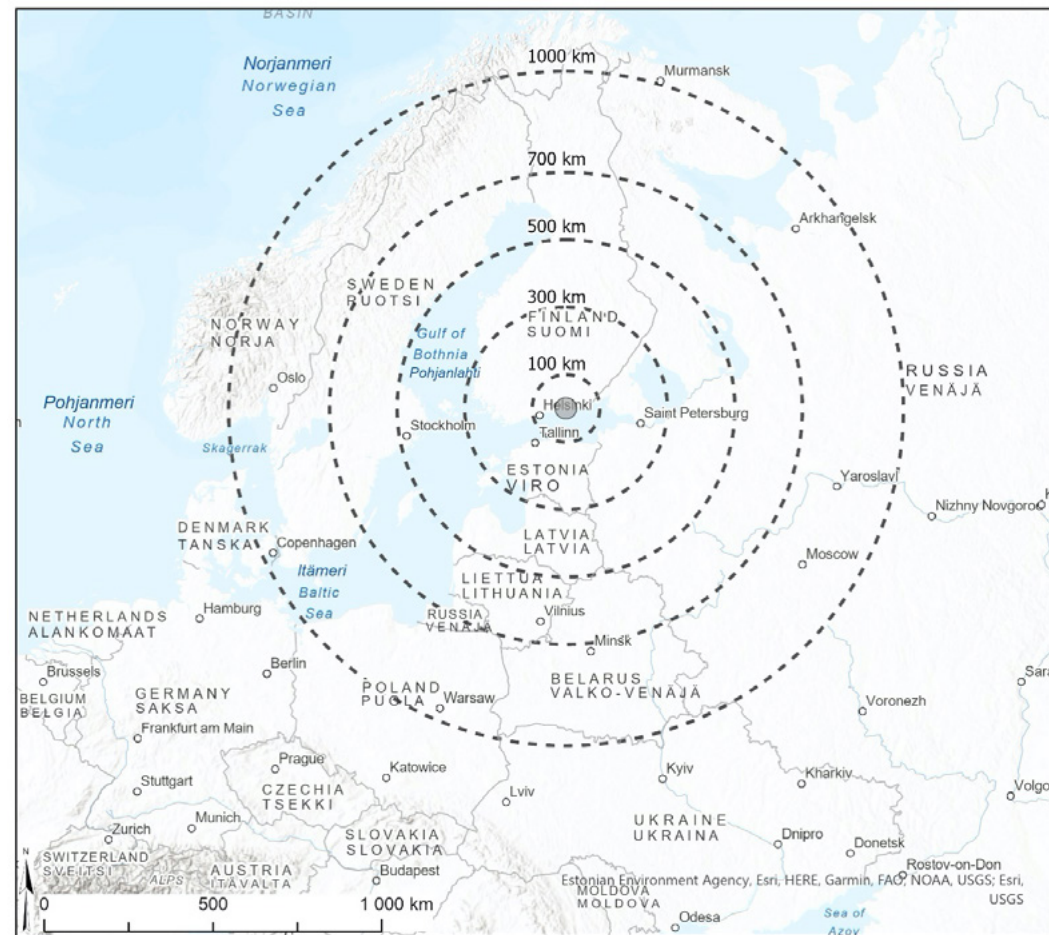 BASIN
1000 km
Norjanmeri
Norwegian
Sea
Murmansk
700 km
Arkhangelsk
500 km
SWEDEN
RUOTSI
300 km
FINLAND
SUOMI
NORWAY
NORJA
Gulf of
Bothnia
Pohjanlahti
100 km
RUSSIA
VENÄJÄ
Oslo
Pohjanmeri
North
Sea
Helsinki
Saint Petersburg
Stockholm
Tallinn
Skagerrak
ESTONIA
VIRO
Yaroslavl
Nizhny Novgorod
DENMARK
TANSKA
Copenhagen
LATVIA
LATVIA
Moscow
Itämeri
Baltic
Sea
LIETTUA
LITHUANIA
Hamburg
NETHERLANDS
ALANKOMAAT
RUSSIA
VENÄJÄ
Vilnius
Minsk
Berlin
Brussels
BELGIUM
BELGIA
GERMANY
SAKSA
POLAND
PUOLA
Warsaw
BELARUS
VALKO-VENÄJÄ
Sara
Voronezh
Frankfurt am Main
Prague
Katowice
Kyiv
Kharkiv
Stuttgart
CZECHIA
TSEKKI
Lviv
Volgo
Munich
UKRAINE
UKRAINA
Zurich
SLOVAKIA
SLOVAKIA
Dnipro
Donetsk
SWITZERLAND
SVEITSI
ALPS
AUSTRIA
ITÄVALTA
Budapest
Rostov-on-Don
Estonian Environment Agency, Esri, HERE, Garmin, FAO, NOAA, USGS; Esri,
USGS
MOLDOVA
MOLDOVA
N
0 500 1 000 km
Odesa
Sea of
Azov